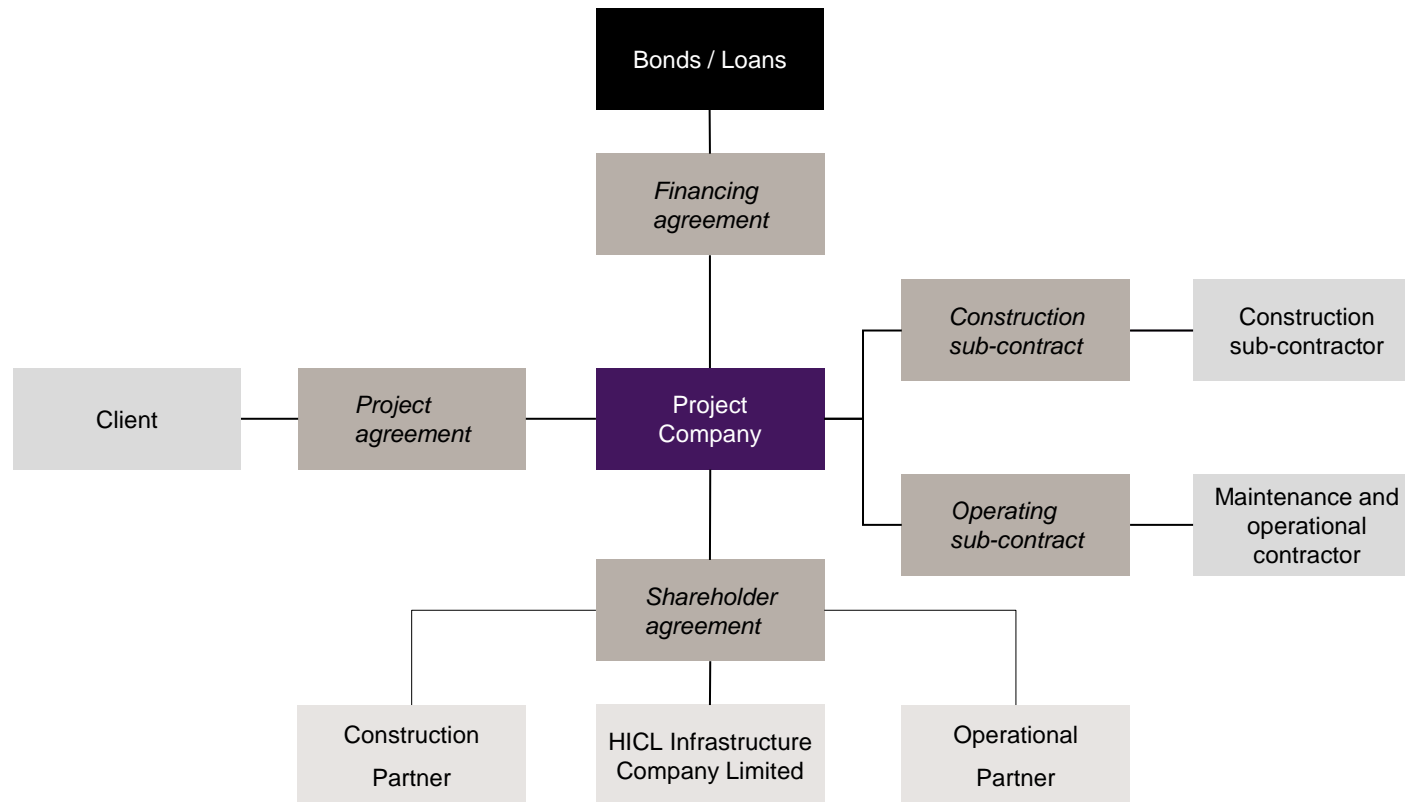 Bonds / Loans
Financing
agreement
Construction
sub-contract
Construction
sub-contractor
Client
Project
agreement
Project
Company
Operating
sub-contract
Maintenance and
operational
contractor
Shareholder
agreement
Construction
Partner
HICL Infrastructure
Company Limited
Operational
Partner